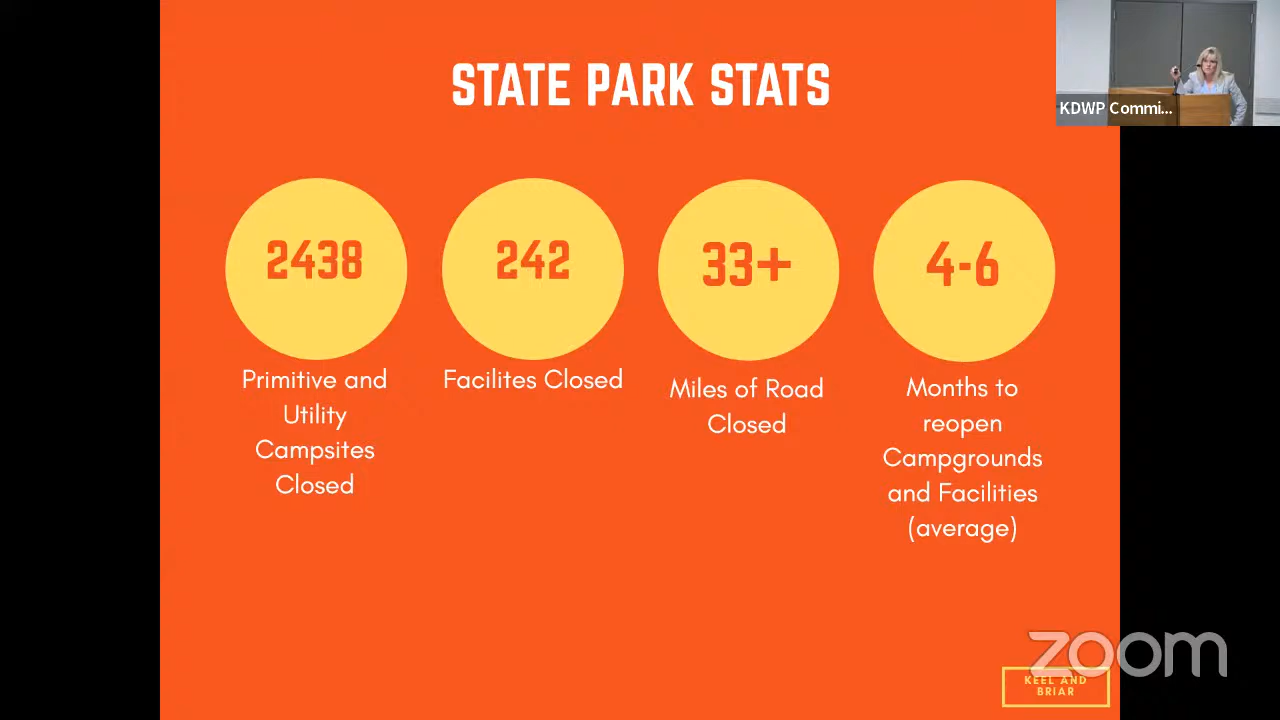 STATE PARK STATS
KDWP Commi...
2438
242
33+
4-6
Primitive and
Utility
Campsites
Closed
Facilites Closed
Miles of Road
Closed
Months to
reopen
Campgrounds
and Facilities
(average)
zoom
KEEL AND
BRIAR